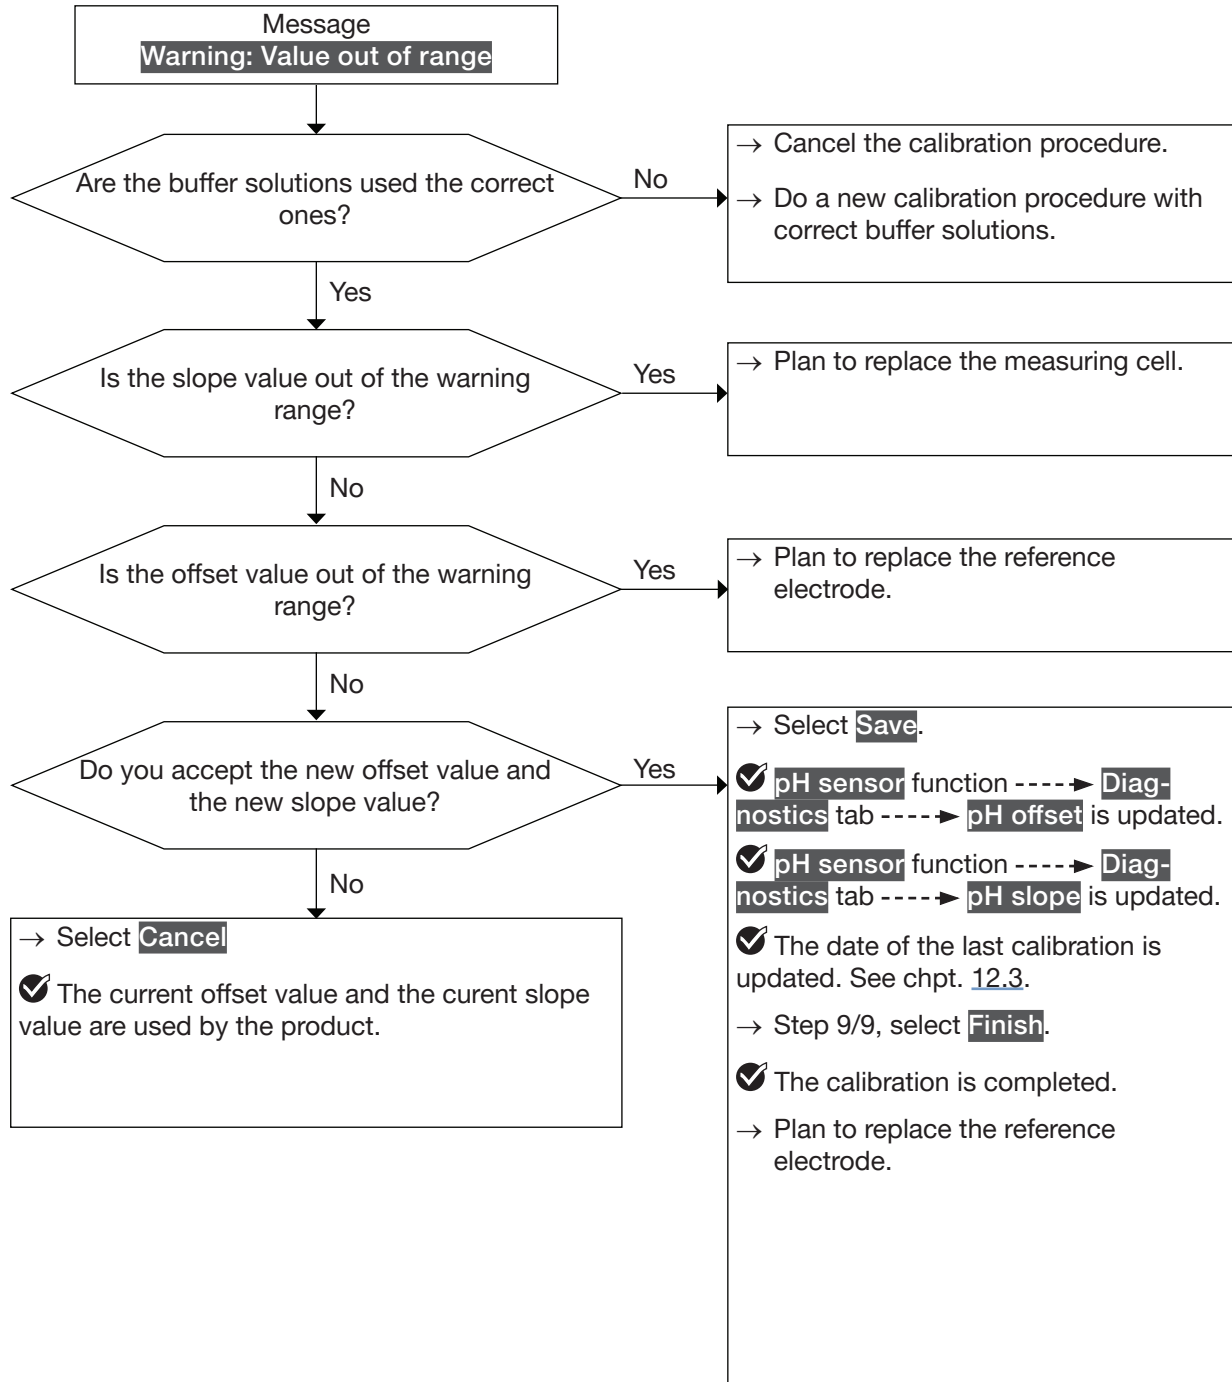 Message
Warning: Value out of range
Are the buffer solutions used the correct
ones?
No
→ Cancel the calibration procedure.
→ Do a new calibration procedure with
correct buffer solutions.
Yes
Is the slope value out of the warning
range?
Yes
→ Plan to replace the measuring cell.
No
Is the offset value out of the warning
range?
Yes
→ Plan to replace the reference
electrode.
No
Do you accept the new offset value and
the new slope value?
Yes
→ Select Save.
pH sensor function -----► Diag-
nostics tab -----► pH offset is updated.
pH sensor function -----► Diag-
nostics tab -----► pH slope is updated.
The date of the last calibration is
updated. See chpt. 12.3.
→ Step 9/9, select Finish.
The calibration is completed.
→ Plan to replace the reference
electrode.
No
→ Select Cancel
The current offset value and the curent slope
value are used by the product.